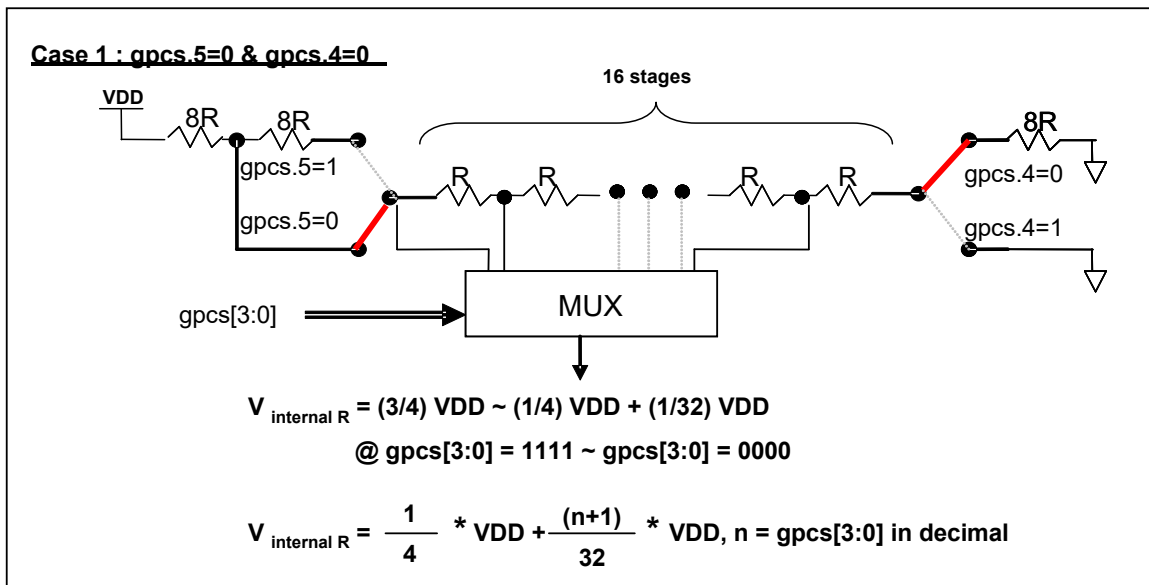 Case 1 : gpcs.5=0 & gpcs.4=0
16 stages
VDD
8R
8R
8R
gpcs.5=1
gpcs.4=0
R
R
R
R
gpcs.5=0
gpcs.4=1
MUX
gpcs[3:0]
V internal R = (3/4) VDD ~ (1/4) VDD + (1/32) VDD
@ gpcs[3:0] = 1111 ~ gpcs[3:0] = 0000
V internal R = 1/4 * VDD + (n+1)/32 * VDD, n = gpcs[3:0] in decimal